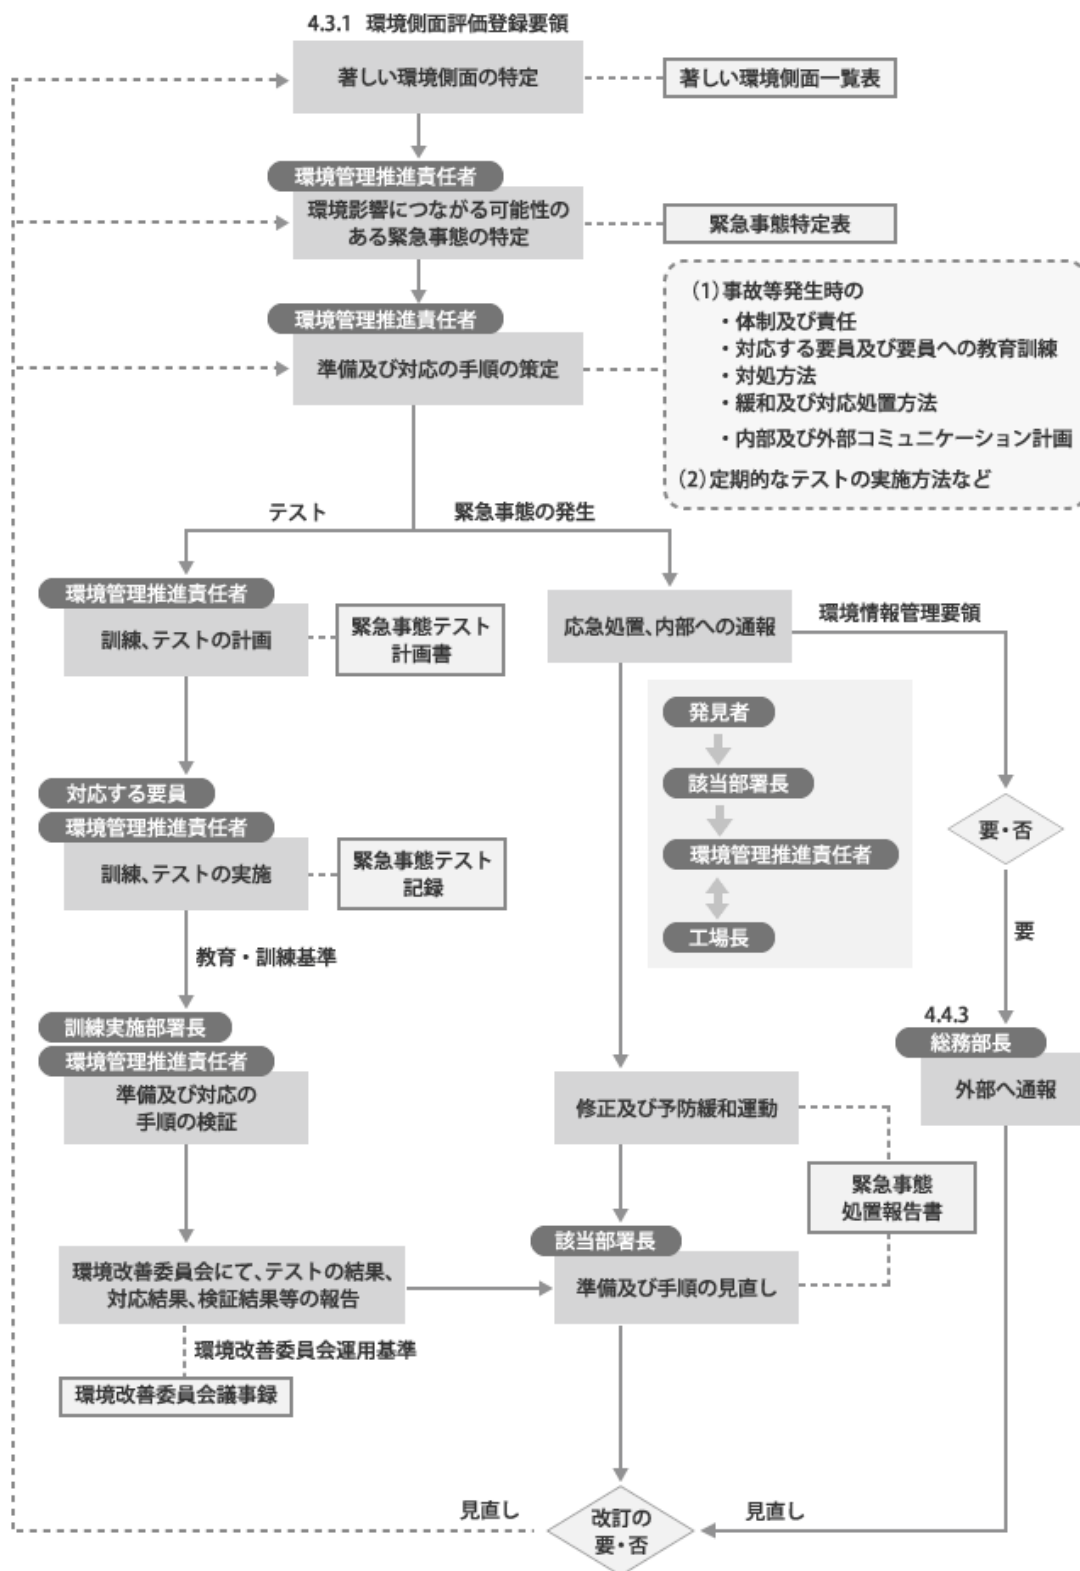 4.3.1 環境側面評価登録要領
著しい環境側面の特定
著しい環境側面一覧表
環境管理推進責任者
環境影響につながる可能性の
ある緊急事態の特定
緊急事態特定表
環境管理推進責任者
準備及び対応の手順の策定
(1)事故等発生時の
・体制及び責任
・対応する要員及び要員への教育訓練
・対処方法
・緩和及び対応処置方法
・内部及び外部コミュニケーション計画
(2)定期的なテストの実施方法など
テスト
緊急事態の発生
環境管理推進責任者
訓練、テストの計画
緊急事態テスト
計画書
対応する要員
環境管理推進責任者
訓練、テストの実施
緊急事態テスト
記録
教育・訓練基準
訓練実施部署長
環境管理推進責任者
準備及び対応の
手順の検証
環境改善委員会にて、テストの結果、
対応結果、検証結果等の報告
環境改善委員会運用基準
環境改善委員会議事録
応急処置、内部への通報
環境情報管理要領
発見者
該当部署長
環境管理推進責任者
工場長
要・否
要
4.4.3
総務部長
外部へ通報
修正及び予防緩和運動
緊急事態
処置報告書
該当部署長
準備及び手順の見直し
見直し
改訂の
要・否
見直し